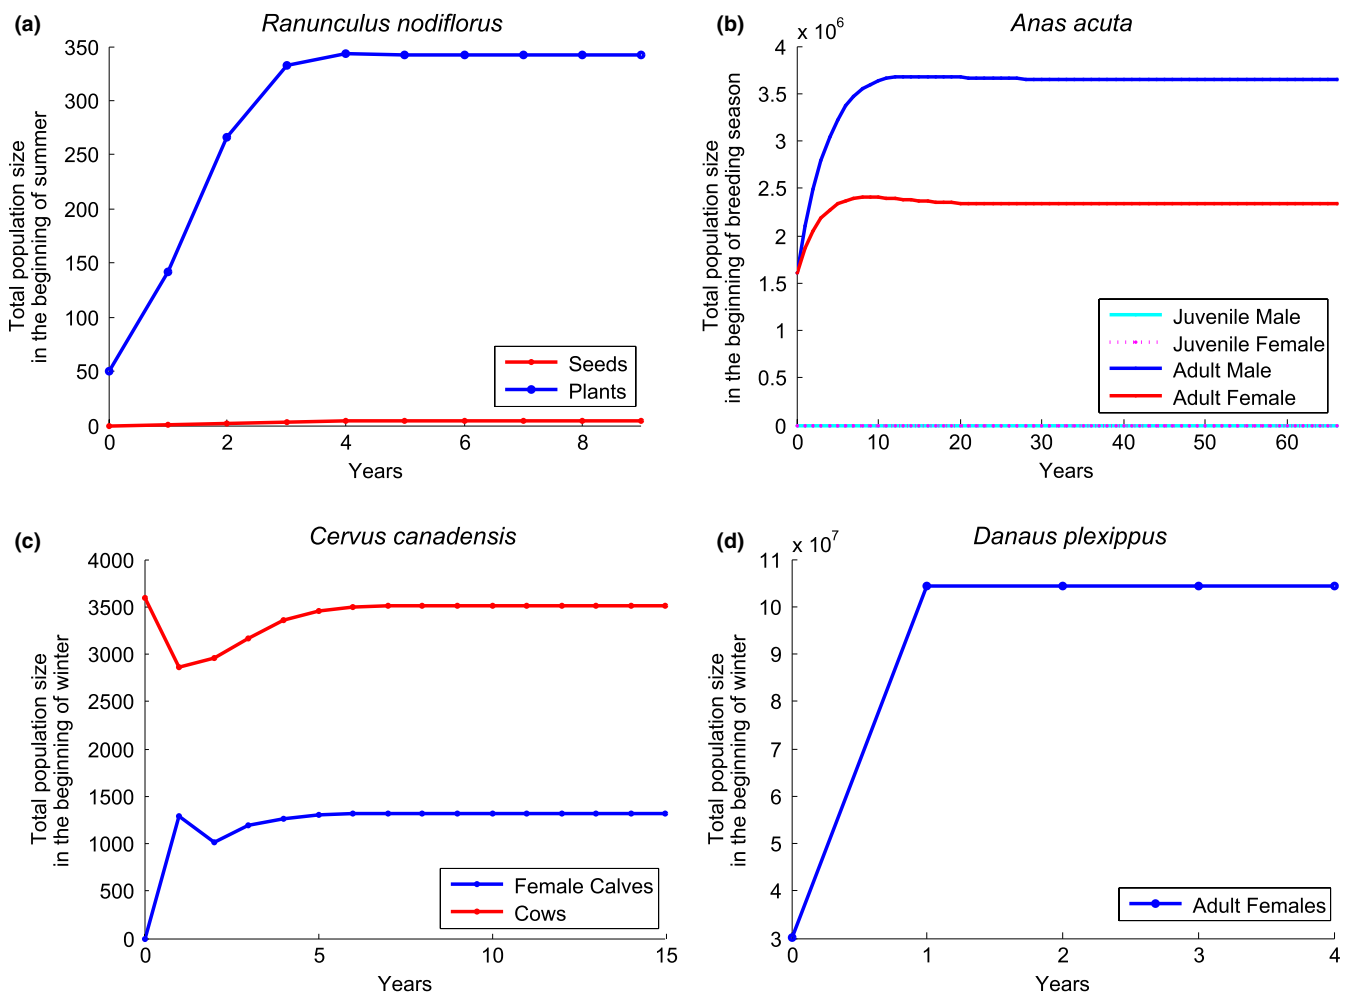 (a)
Ranunculus nodiflorus
350
300
250
200
150
100
50
0
0
2
4
6
8
Total population size
in the beginning of summer
Years
Seeds
Plants
(b)
x 10^6
Anas acuta
4
3.5
3
2.5
2
1.5
1
0.5
0
0
10
20
30
40
50
60
Total population size
in the beginning of breeding season
Years
Juvenile Male
Juvenile Female
Adult Male
Adult Female
(c)
Cervus canadensis
4000
3500
3000
2500
2000
1500
1000
500
0
0
5
10
15
Total population size
in the beginning of winter
Years
Female Calves
Cows
(d)
x 10^7
Danaus plexippus
11
10
9
8
7
6
5
4
3
0
1
2
3
4
Total population size
in the beginning of winter
Years
Adult Females